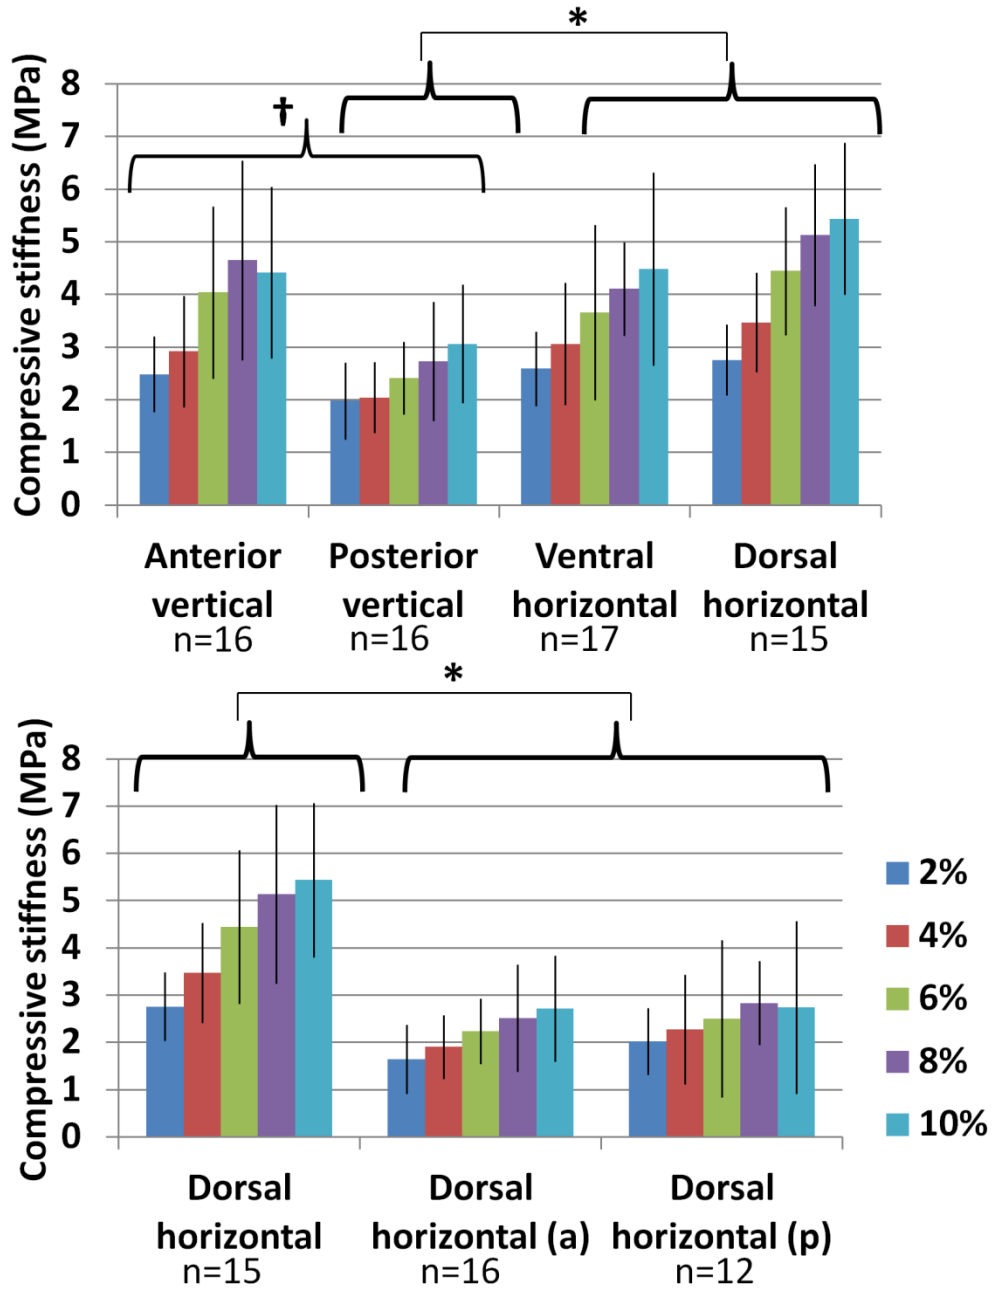 *
Compressive stiffness (MPa)
8
†
7
6
5
4
3
2
1
0
Anterior vertical
n=16
Posterior vertical
n=16
Ventral horizontal
n=17
Dorsal horizontal
n=15
*
Compressive stiffness (MPa)
8
7
6
5
4
3
2
1
0
2%
4%
6%
8%
10%
Dorsal horizontal
n=15
Dorsal horizontal (a)
n=16
Dorsal horizontal (p)
n=12